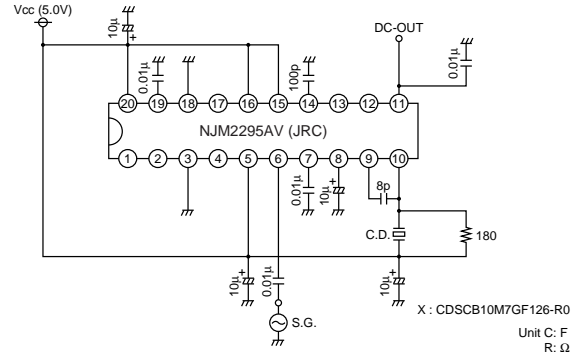 Vcc (5.0V)
10μ
+
DC-OUT
0.01μ
100p
0.01μ
20 19 18 17 16 15 14 13 12 11
NJM2295AV (JRC)
1 2 3 4 5 6 7 8 9 10
0.01μ
10μ
+
8p
C.D.
180
10μ
+
0.01μ
10μ
+
S.G.
X : CDSCB10M7GF126-R0
Unit C: F
R: Ω